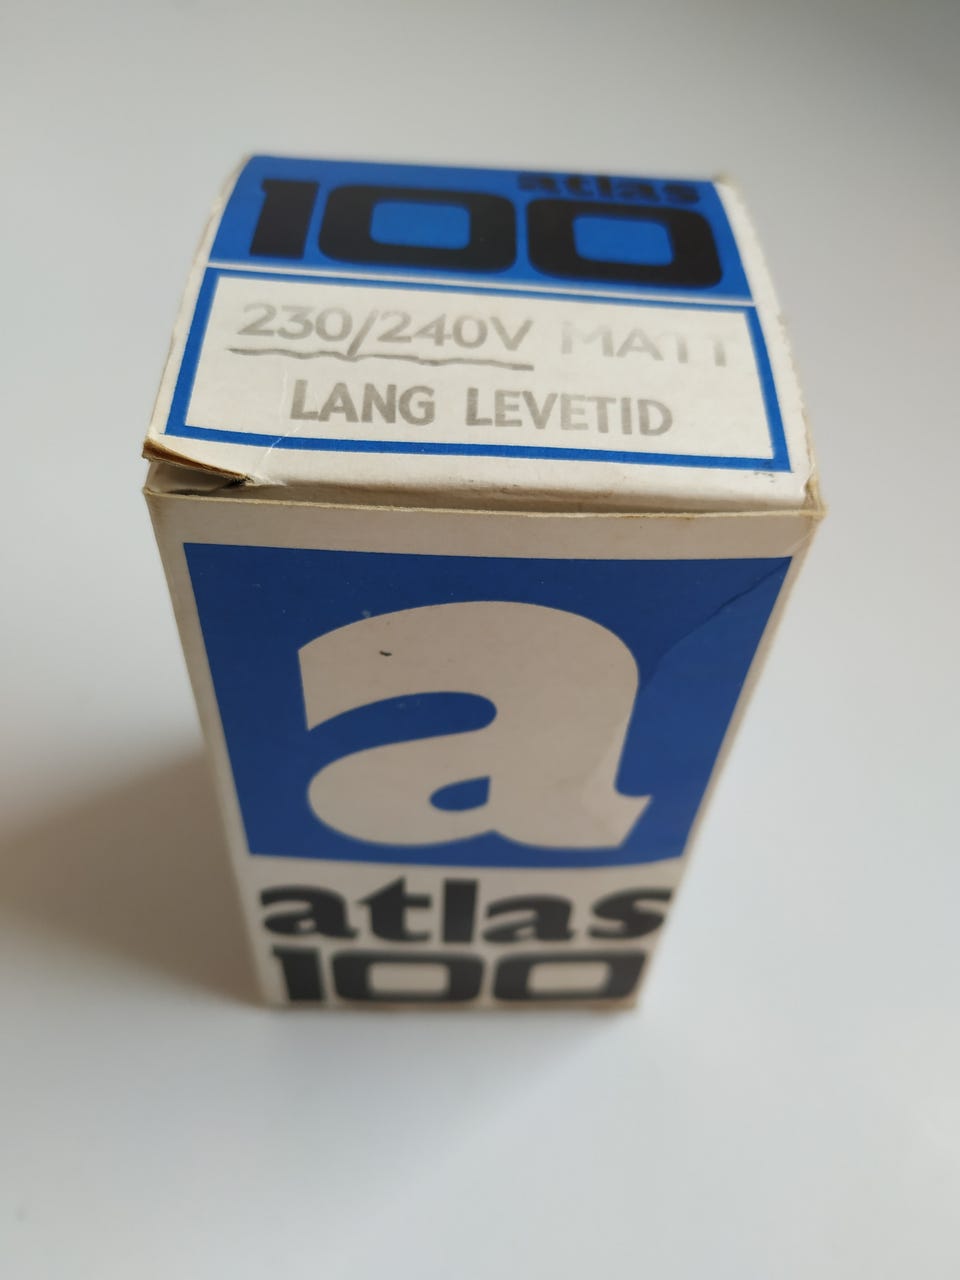 atlas
100
230/240V MATT
LANG LEVETID
a
atlas
100